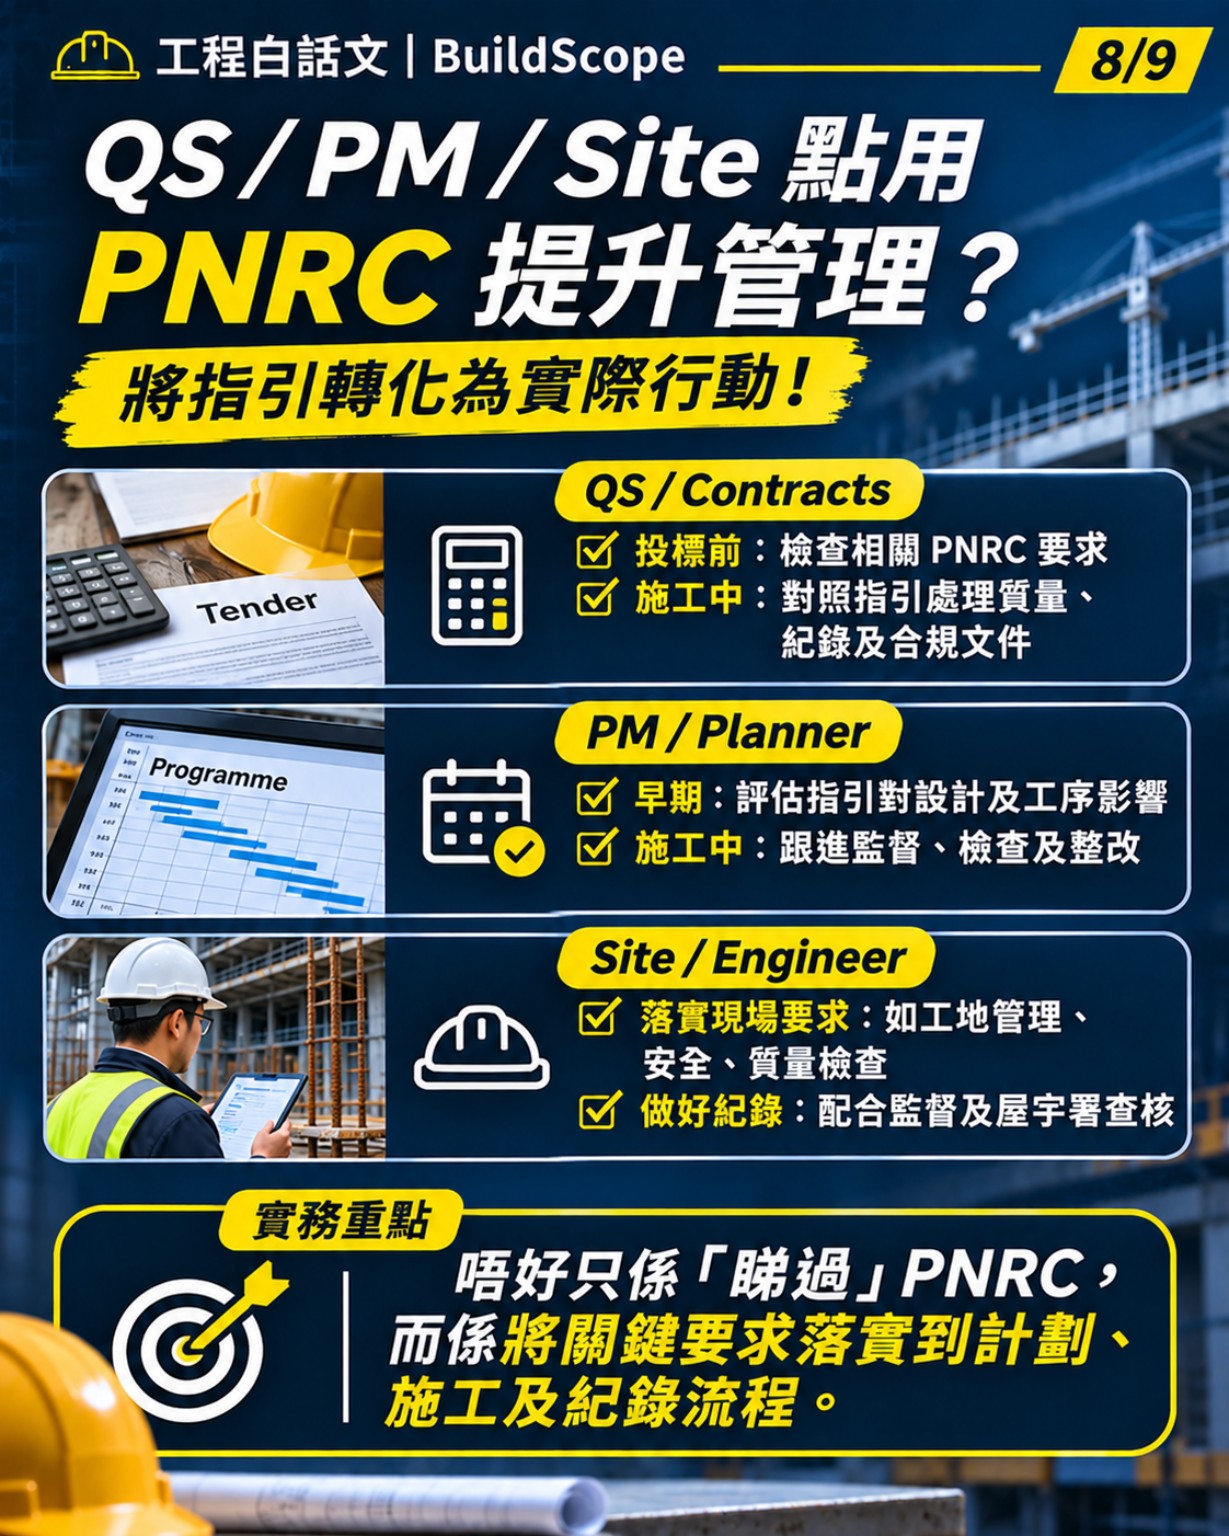 工程白話文 | BuildScope
8/9
QS / PM / Site 點用
PNRC 提升管理？
將指引轉化為實際行動！
Tender
QS / Contracts
投標前：檢查相關 PNRC 要求
施工中：對照指引處理質量、
紀錄及合規文件
Programme
PM / Planner
早期：評估指引對設計及工序影響
施工中：跟進監督、檢查及整改
Site / Engineer
落實現場要求：如工地管理、
安全、質量檢查
做好紀錄：配合監督及屋宇署查核
實務重點
唔好只係「睇過」PNRC，
而係將關鍵要求落實到計劃、
施工及紀錄流程。